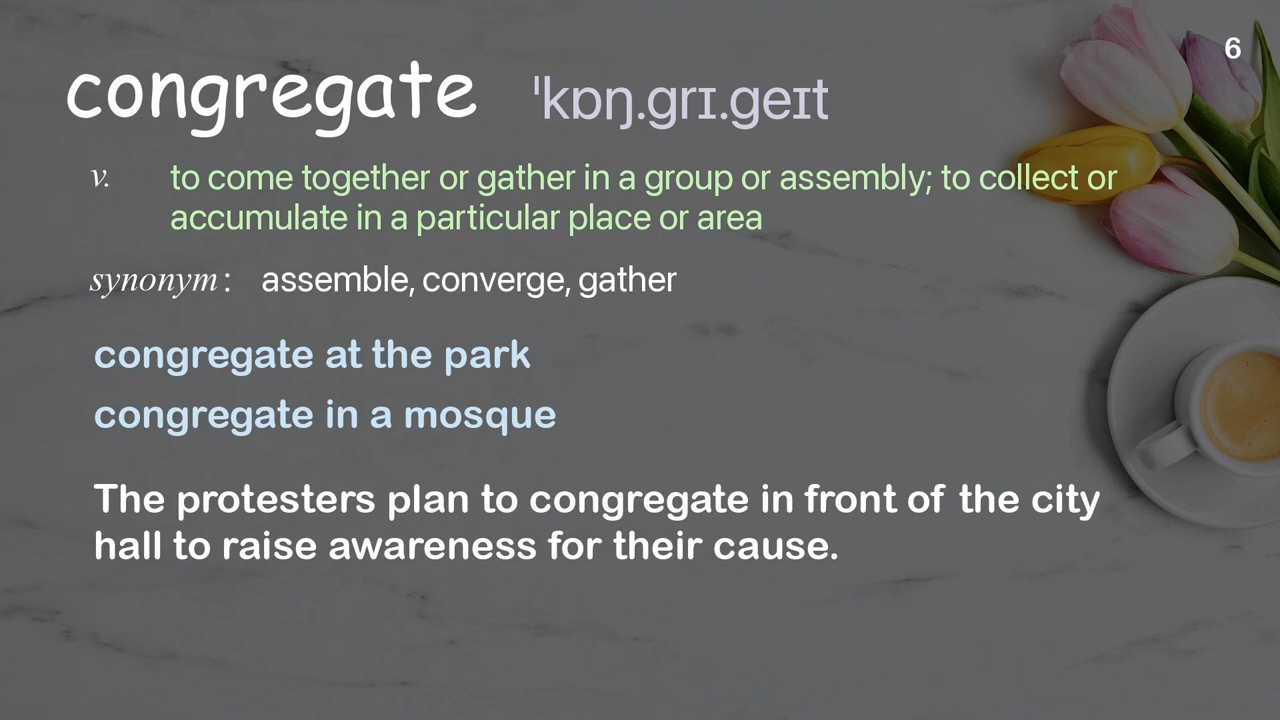 6
congregate ˈkɒŋ.grɪ.geɪt
v. to come together or gather in a group or assembly; to collect or
accumulate in a particular place or area
synonym: assemble, converge, gather
congregate at the park
congregate in a mosque
The protesters plan to congregate in front of the city
hall to raise awareness for their cause.